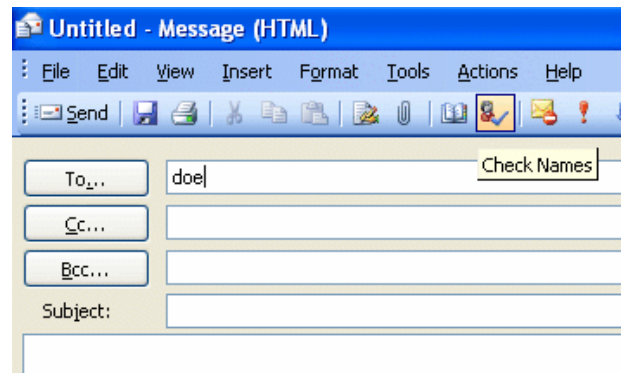 Untitled - Message (HTML)
File Edit View Insert Format Tools Actions Help
Send
Check Names
To... doe
Cc...
Bcc...
Subject: